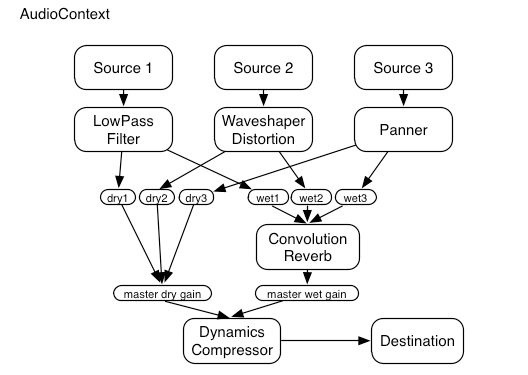 AudioContext
Source 1
Source 2
Source 3
LowPass
Filter
Waveshaper
Distortion
Panner
dry1
dry2
dry3
wet1
wet2
wet3
Convolution
Reverb
master dry gain
master wet gain
Dynamics
Compressor
Destination